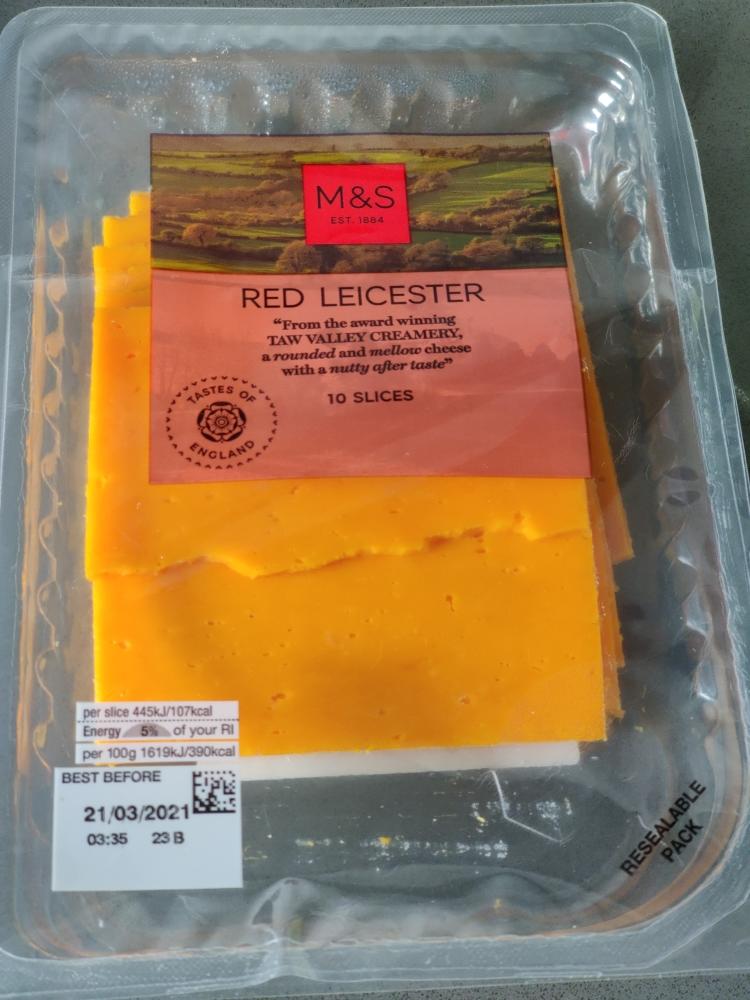 M&S
EST. 1884
RED LEICESTER
“From the award winning
TAW VALLEY CREAMERY,
a rounded and mellow cheese
with a nutty after taste”
10 SLICES
TASTES OF
ENGLAND
per slice 445kJ/107kcal
Energy 5% of your RI
per 100g 1619kJ/390kcal
BEST BEFORE
21/03/2021
03:35 23 B
RESEALABLE
PACK